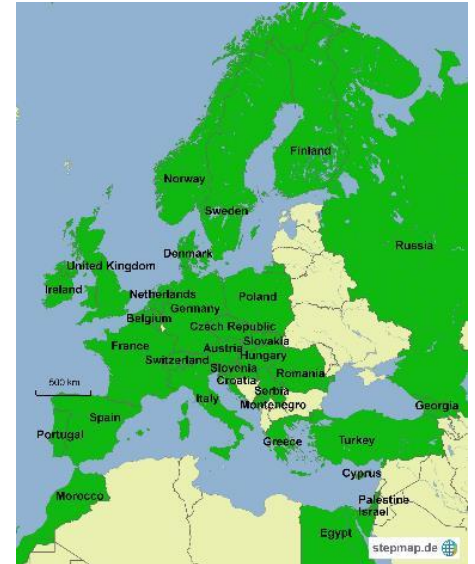 Finland
Norway
Sweden
Russia
Denmark
United Kingdom
Ireland
Netherlands
Poland
Germany
Belgium
Czech Republic
Slovakia
France
Austria
Hungary
Switzerland
Slovenia
Romania
Croatia
500 km
Serbia
Italy
Montenegro
Georgia
Spain
Portugal
Greece
Turkey
Cyprus
Morocco
Palestine
Israel
Egypt
stepmap.de